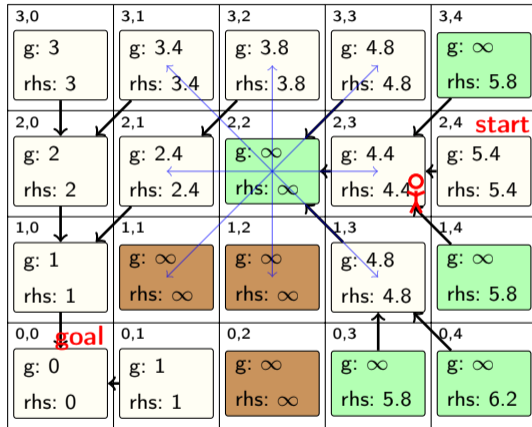 3,0 3,1 3,2 3,3 3,4
g: 3 g: 3.4 g: 3.8 g: 4.8 g: ∞
rhs: 3 rhs: 3.4 rhs: 3.8 rhs: 4.8 rhs: 5.8
2,0 2,1 2,2 2,3 2,4 start
g: 2 g: 2.4 g: ∞ g: 4.4 g: 5.4
rhs: 2 rhs: 2.4 rhs: ∞ rhs: 4.4 rhs: 5.4
1,0 1,1 1,2 1,3 1,4
g: 1 g: ∞ g: ∞ g: 4.8 g: ∞
rhs: 1 rhs: ∞ rhs: ∞ rhs: 4.8 rhs: 5.8
0,0 goal 0,1 0,2 0,3 0,4
g: 0 g: 1 g: ∞ g: ∞ g: ∞
rhs: 0 rhs: 1 rhs: ∞ rhs: 5.8 rhs: 6.2